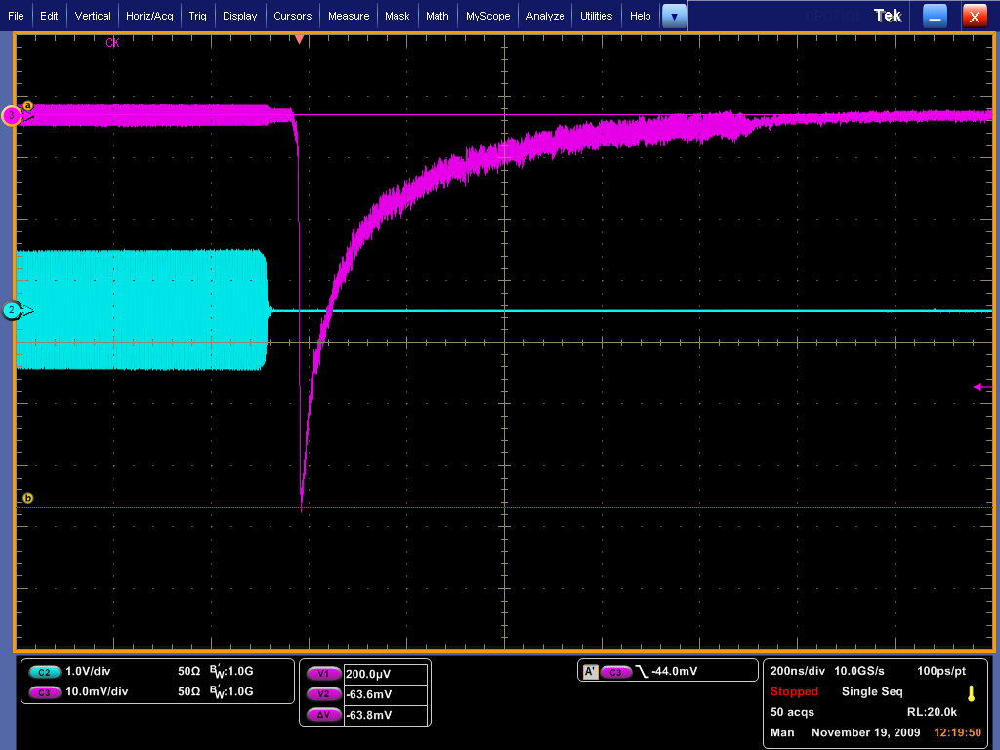 File Edit Vertical Horiz/Acq Trig Display Cursors Measure Mask Math MyScope Analyze Utilities Help Tek X
CK
a
3
2
b
C2 1.0V/div 50Ω BW:1.0G
C3 10.0mV/div 50Ω BW:1.0G
V1 200.0µV
V2 -63.6mV
ΔV -63.8mV
A' C3 -44.0mV
200ns/div 10.0GS/s 100ps/pt
Stopped Single Seq
50 acqs RL:20.0k
Man November 19, 2009 12:19:50